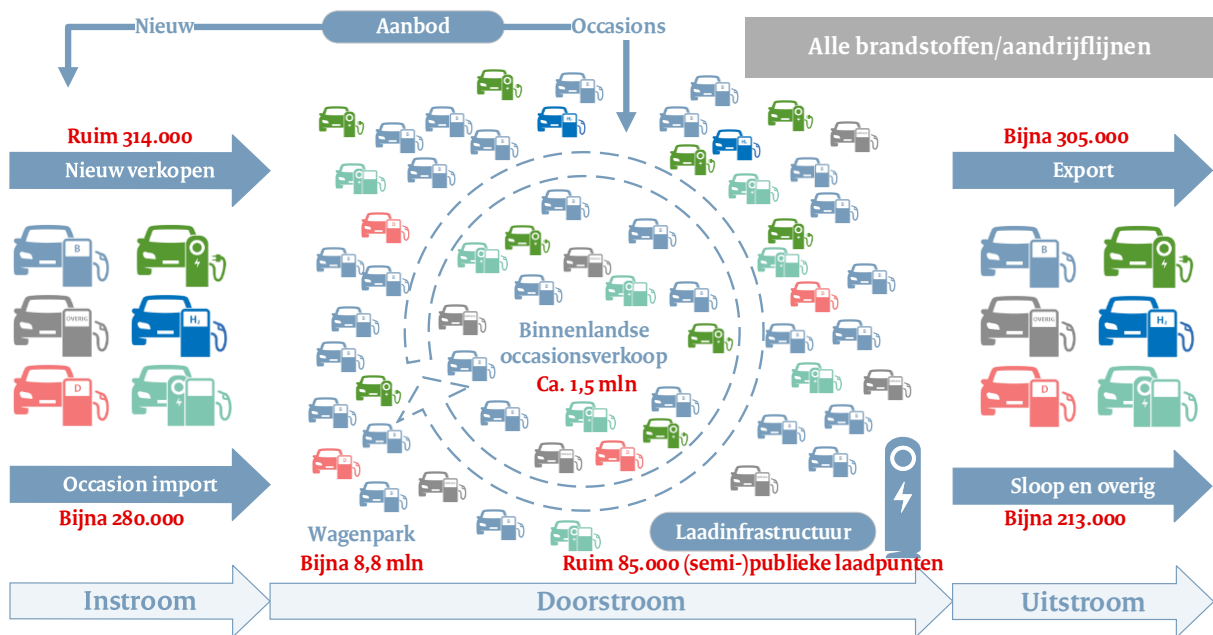 Nieuw
Aanbod
Occasions
Alle brandstoffen/aandrijflijnen
Ruim 314.000
Nieuw verkopen
Bijna 305.000
Export
B
OVERIG
H₂
D
B
OVERIG
H₂
D
Binnenlandse
occasionsverkoop
Ca. 1,5 mln
Occasion import
Bijna 280.000
Sloop en overig
Bijna 213.000
Wagenpark
Bijna 8,8 mln
Laadinfrastructuur
Ruim 85.000 (semi-)publieke laadpunten
Instroom
Doorstroom
Uitstroom